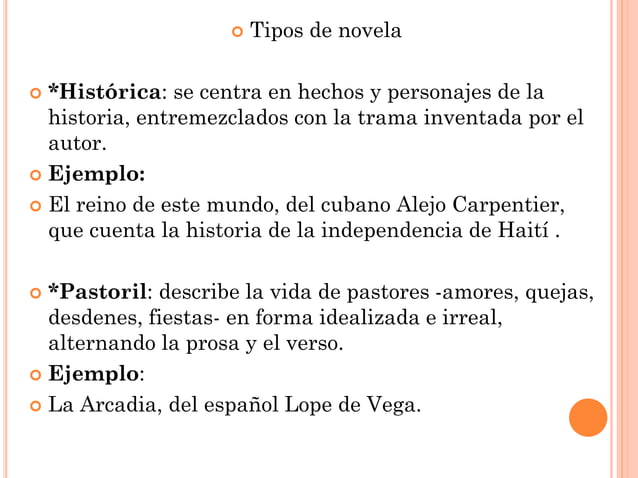 Tipos de novela
*Histórica: se centra en hechos y personajes de la
historia, entremezclados con la trama inventada por el
autor.
Ejemplo:
El reino de este mundo, del cubano Alejo Carpentier,
que cuenta la historia de la independencia de Haití .
*Pastoril: describe la vida de pastores -amores, quejas,
desdenes, fiestas- en forma idealizada e irreal,
alternando la prosa y el verso.
Ejemplo:
La Arcadia, del español Lope de Vega.